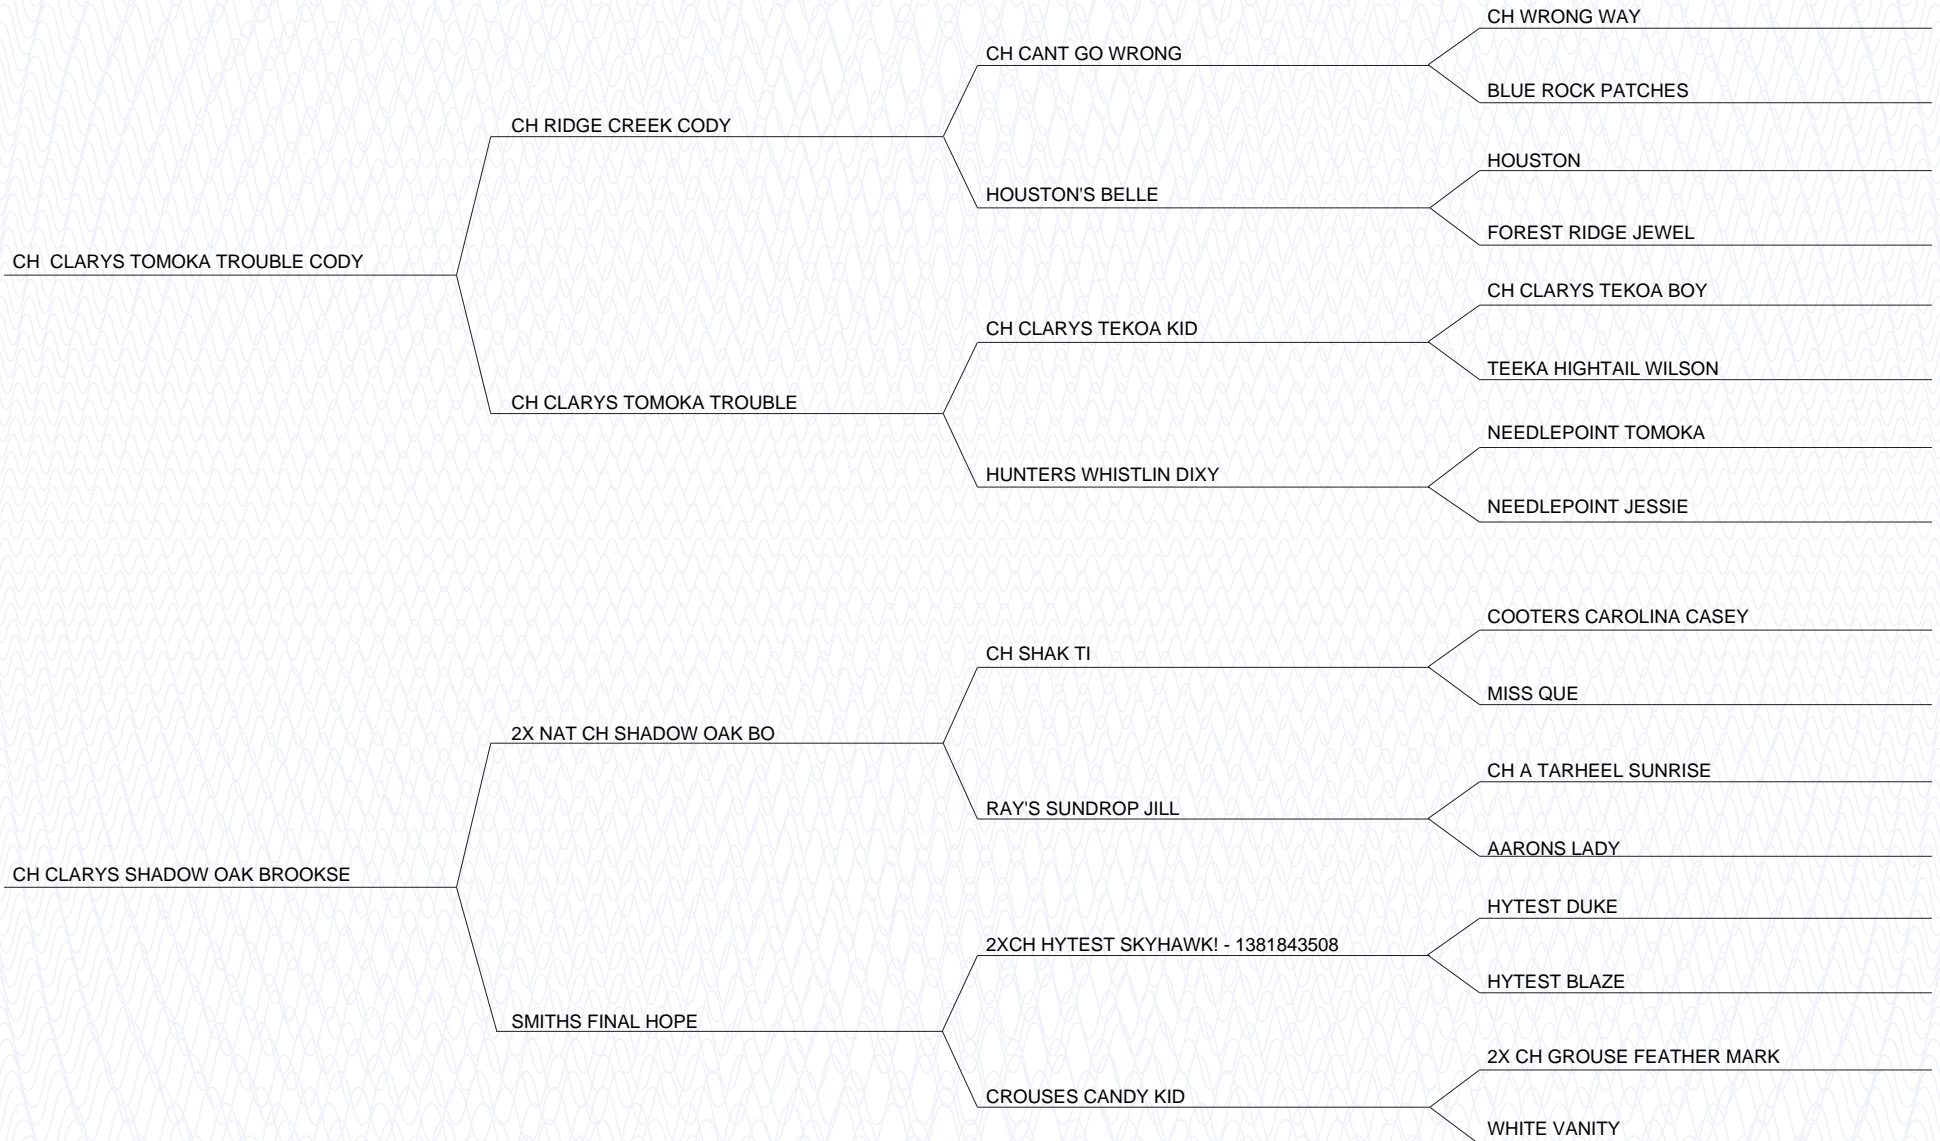 CH WRONG WAY
CH CANT GO WRONG
BLUE ROCK PATCHES
CH RIDGE CREEK CODY
HOUSTON
HOUSTON'S BELLE
FOREST RIDGE JEWEL
CH  CLARYS TOMOKA TROUBLE CODY
CH CLARYS TEKOA BOY
CH CLARYS TEKOA KID
TEEKA HIGHTAIL WILSON
CH CLARYS TOMOKA TROUBLE
NEEDLEPOINT TOMOKA
HUNTERS WHISTLIN DIXY
NEEDLEPOINT JESSIE
COOTERS CAROLINA CASEY
CH SHAK TI
MISS QUE
2X NAT CH SHADOW OAK BO
CH A TARHEEL SUNRISE
RAY'S SUNDROP JILL
AARONS LADY
CH CLARYS SHADOW OAK BROOKSE
HYTEST DUKE
2XCH HYTEST SKYHAWK! - 1381843508
HYTEST BLAZE
SMITHS FINAL HOPE
2X CH GROUSE FEATHER MARK
CROUSES CANDY KID
WHITE VANITY